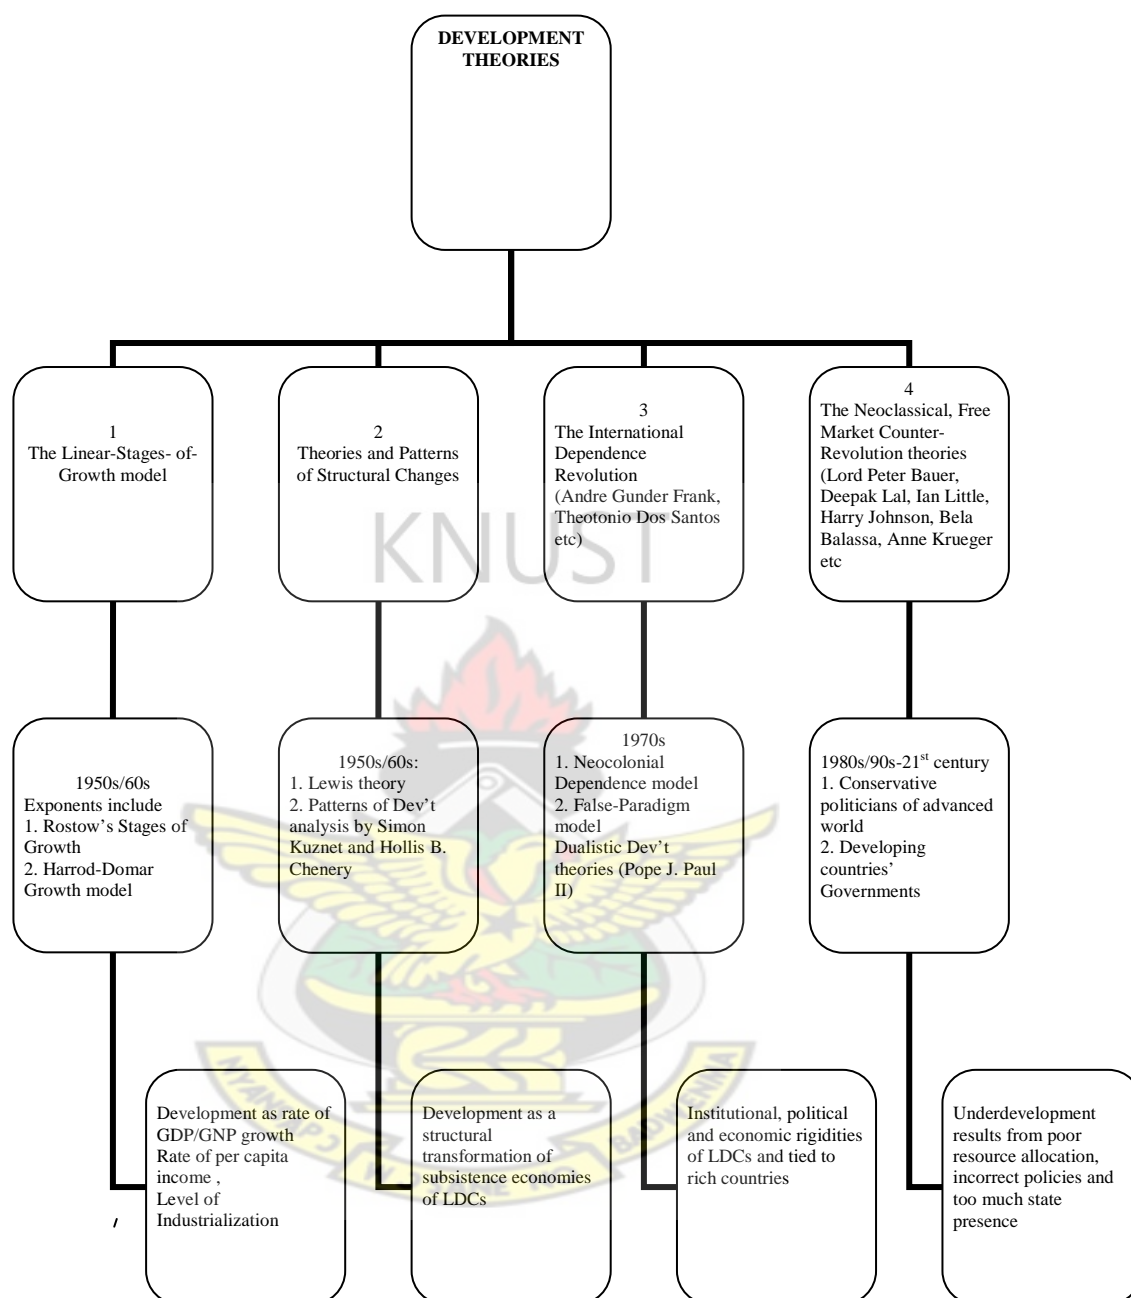 DEVELOPMENT
THEORIES
1
The Linear-Stages- of-
Growth model
2
Theories and Patterns
of Structural Changes
3
The International
Dependence
Revolution
(Andre Gunder Frank,
Theotonio Dos Santos
etc)
4
The Neoclassical, Free
Market Counter-
Revolution theories
(Lord Peter Bauer,
Deepak Lal, Ian Little,
Harry Johnson, Bela
Balassa, Anne Krueger
etc
KNUST
1950s/60s
Exponents include
1. Rostow’s Stages of
Growth
2. Harrod-Domar
Growth model
1950s/60s:
1. Lewis theory
2. Patterns of Dev’t
analysis by Simon
Kuznet and Hollis B.
Chenery
1970s
1. Neocolonial
Dependence model
2. False-Paradigm
model
Dualistic Dev’t
theories (Pope J. Paul
II)
1980s/90s-21st century
1. Conservative
politicians of advanced
world
2. Developing
countries’
Governments
Development as rate of
GDP/GNP growth
Rate of per capita
income ,
Level of
Industrialization
Development as a
structural
transformation of
subsistence economies
of LDCs
Institutional, political
and economic rigidities
of LDCs and tied to
rich countries
Underdevelopment
results from poor
resource allocation,
incorrect policies and
too much state
presence
BADWENMA